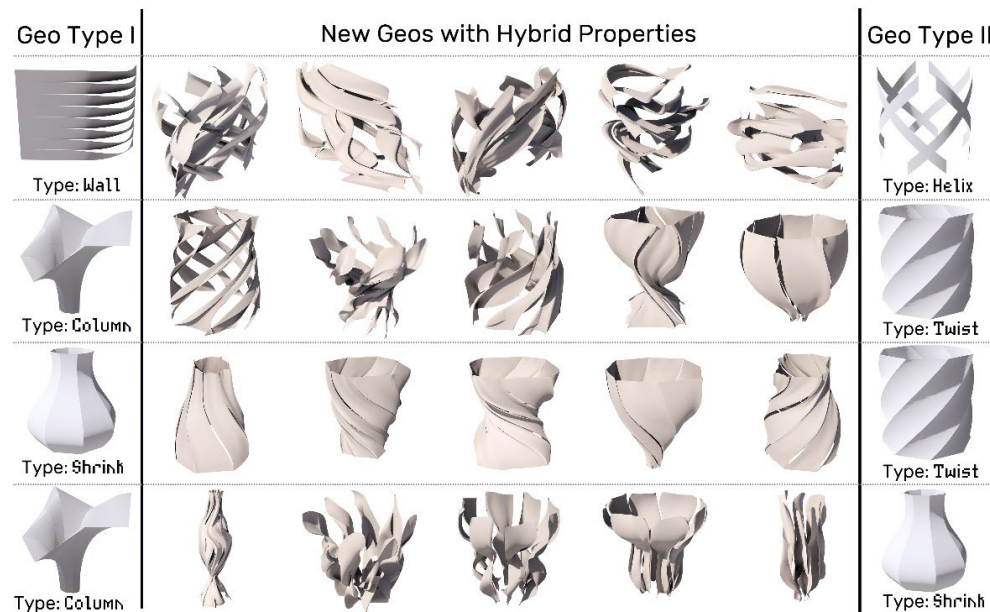 Geo Type I
New Geos with Hybrid Properties
Geo Type II
Type: Wall
Type: Helix
Type: Column
Type: Twist
Type: Shrink
Type: Twist
Type: Column
Type: Shrink